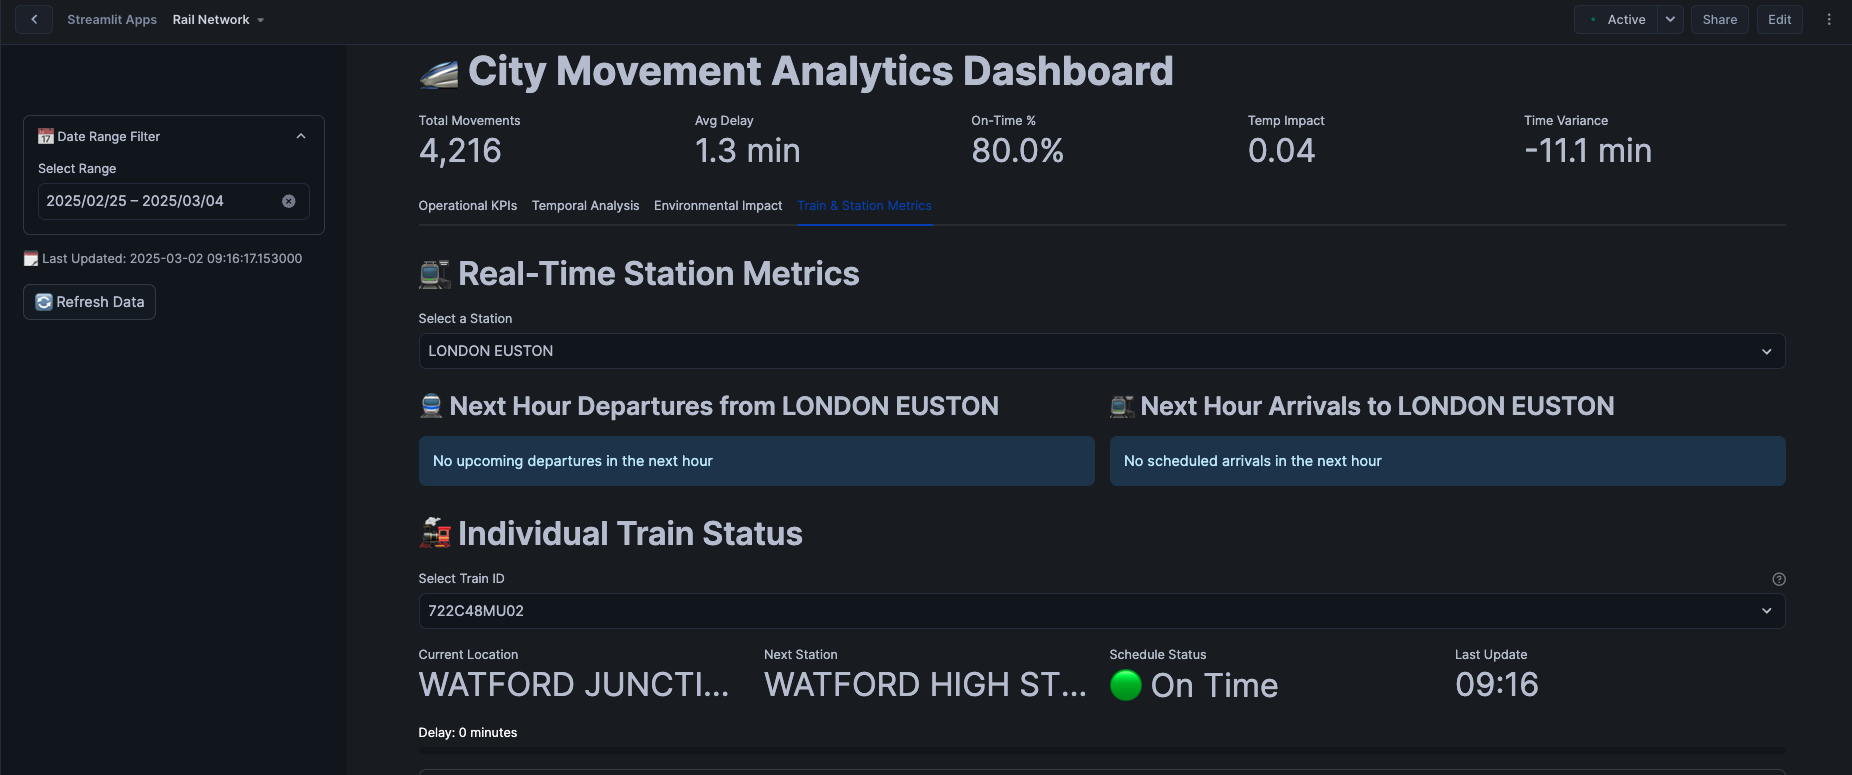 Streamlit Apps Rail Network
Active Share Edit
17 Date Range Filter
Select Range
2025/02/25 – 2025/03/04
Last Updated: 2025-03-02 09:16:17.153000
Refresh Data
City Movement Analytics Dashboard
Total Movements Avg Delay On-Time % Temp Impact Time Variance
4,216 1.3 min 80.0% 0.04 -11.1 min
Operational KPIs Temporal Analysis Environmental Impact Train & Station Metrics
Real-Time Station Metrics
Select a Station
LONDON EUSTON
Next Hour Departures from LONDON EUSTON
No upcoming departures in the next hour
Next Hour Arrivals to LONDON EUSTON
No scheduled arrivals in the next hour
Individual Train Status
Select Train ID
722C48MU02
Current Location Next Station Schedule Status Last Update
WATFORD JUNCTI... WATFORD HIGH ST... On Time 09:16
Delay: 0 minutes